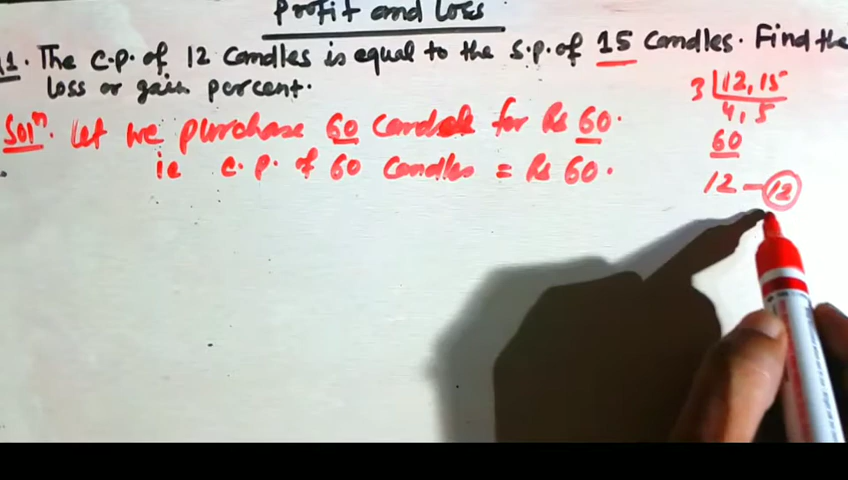 Profit and Loss
Q1. The C.P. of 12 Candles is equal to the S.P. of 15 Candles. Find the
loss or gain percent.
3 | 12, 15
4, 5
60
12 - 12
Solⁿ. Let we purchase 60 for Rs 60.
ie C.P. of 60 Candles = Rs 60.